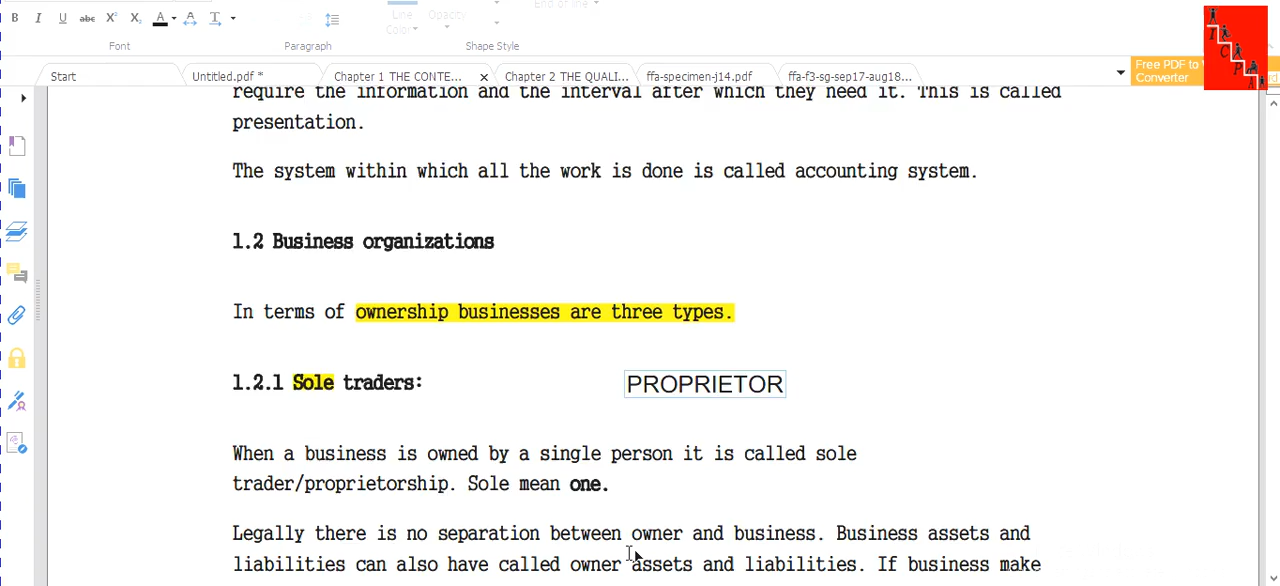 B I U abc X² X₂ A A T
Line Color
Opacity
End of line
Font
Paragraph
Shape Style
Start
Untitled.pdf *
Chapter 1 THE CONTE...
Chapter 2 THE QUALI...
ffa-specimen-j14.pdf
ffa-f3-sg-sep17-aug18...
Free PDF to
Converter
T
C
P
A
require the information and the interval after which they need it. This is called
presentation.
The system within which all the work is done is called accounting system.
1.2 Business organizations
In terms of ownership businesses are three types.
1.2.1 Sole traders:
PROPRIETOR
When a business is owned by a single person it is called sole
trader/proprietorship. Sole mean one.
Legally there is no separation between owner and business. Business assets and
liabilities can also have called owner assets and liabilities. If business make